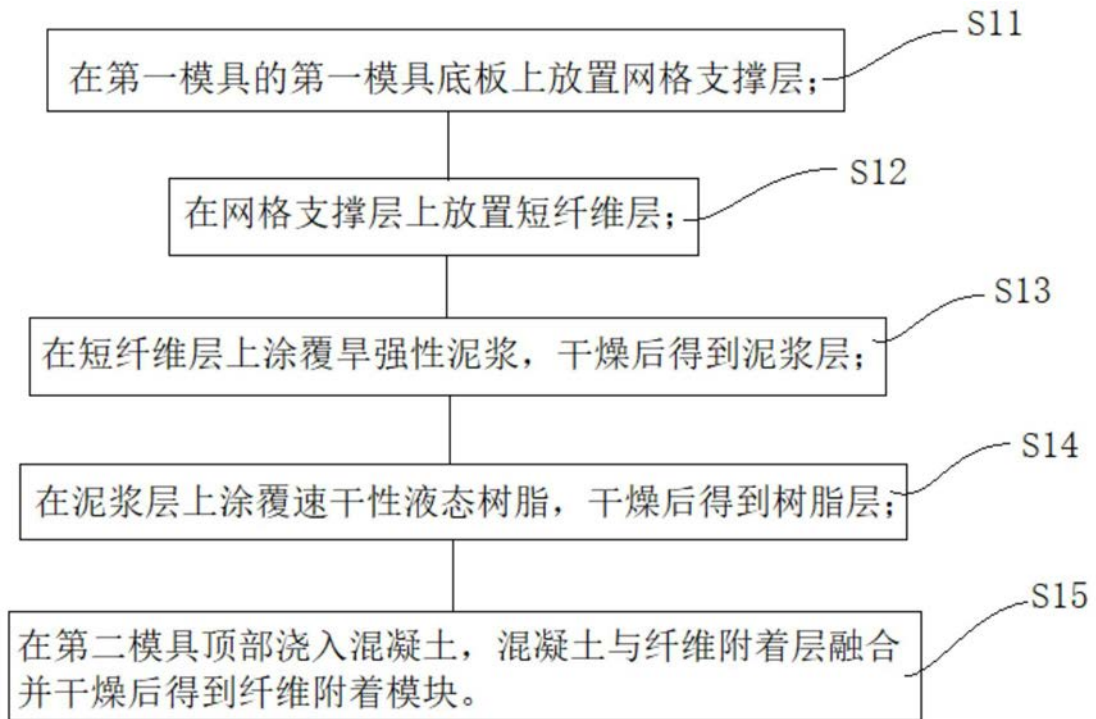 S11
在第一模具的第一模具底板上放置网格支撑层;
S12
在网格支撑层上放置短纤维层;
S13
在短纤维层上涂覆旱强性泥浆，干燥后得到泥浆层;
S14
在泥浆层上涂覆速干性液态树脂，干燥后得到树脂层;
S15
在第二模具顶部浇入混凝土，混凝土与纤维附着层融合
并干燥后得到纤维附着模块。